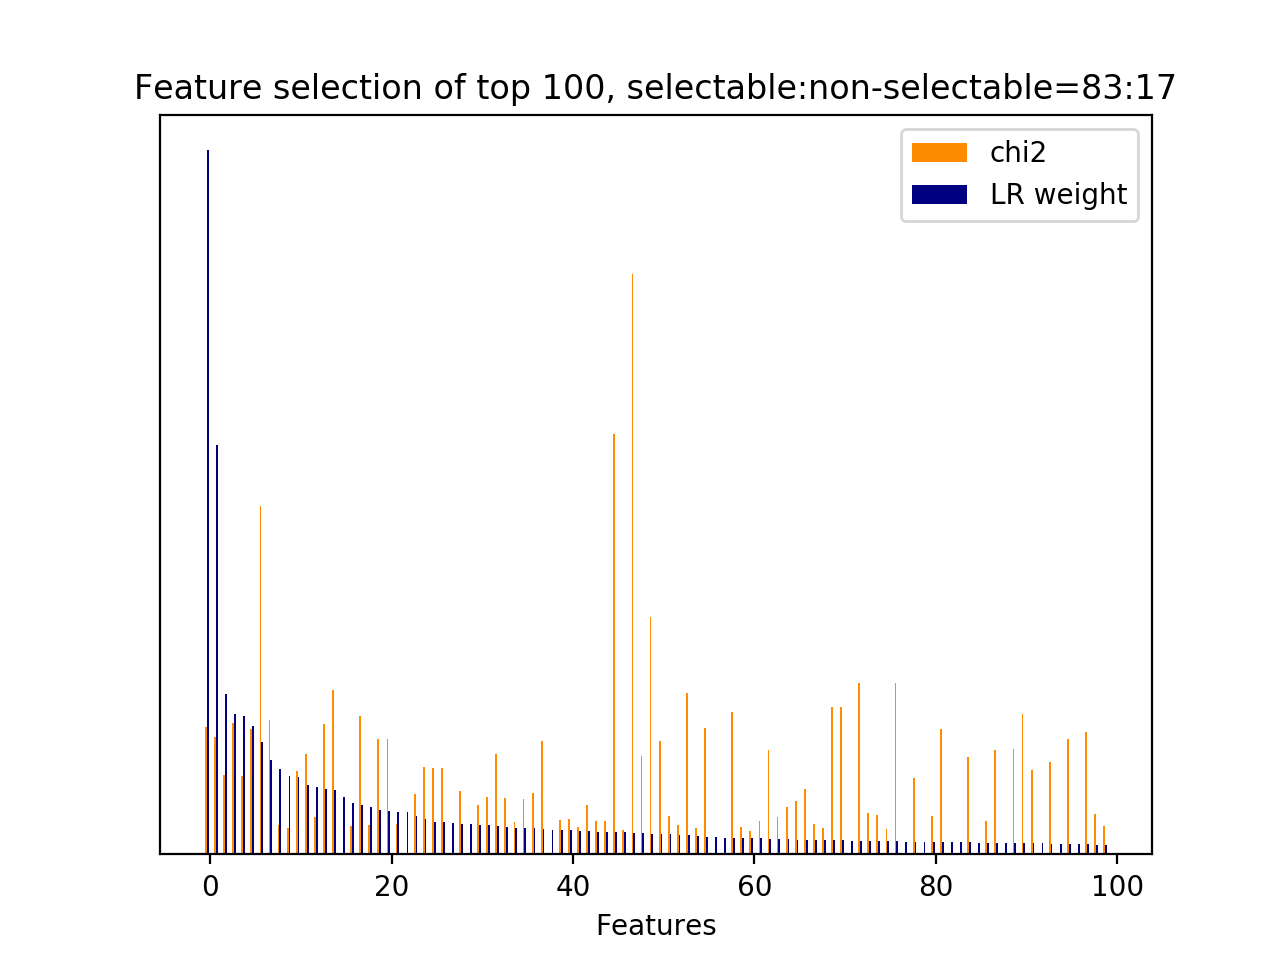 Feature selection of top 100, selectable:non-selectable=83:17
chi2
LR weight
0 20 40 60 80 100
Features